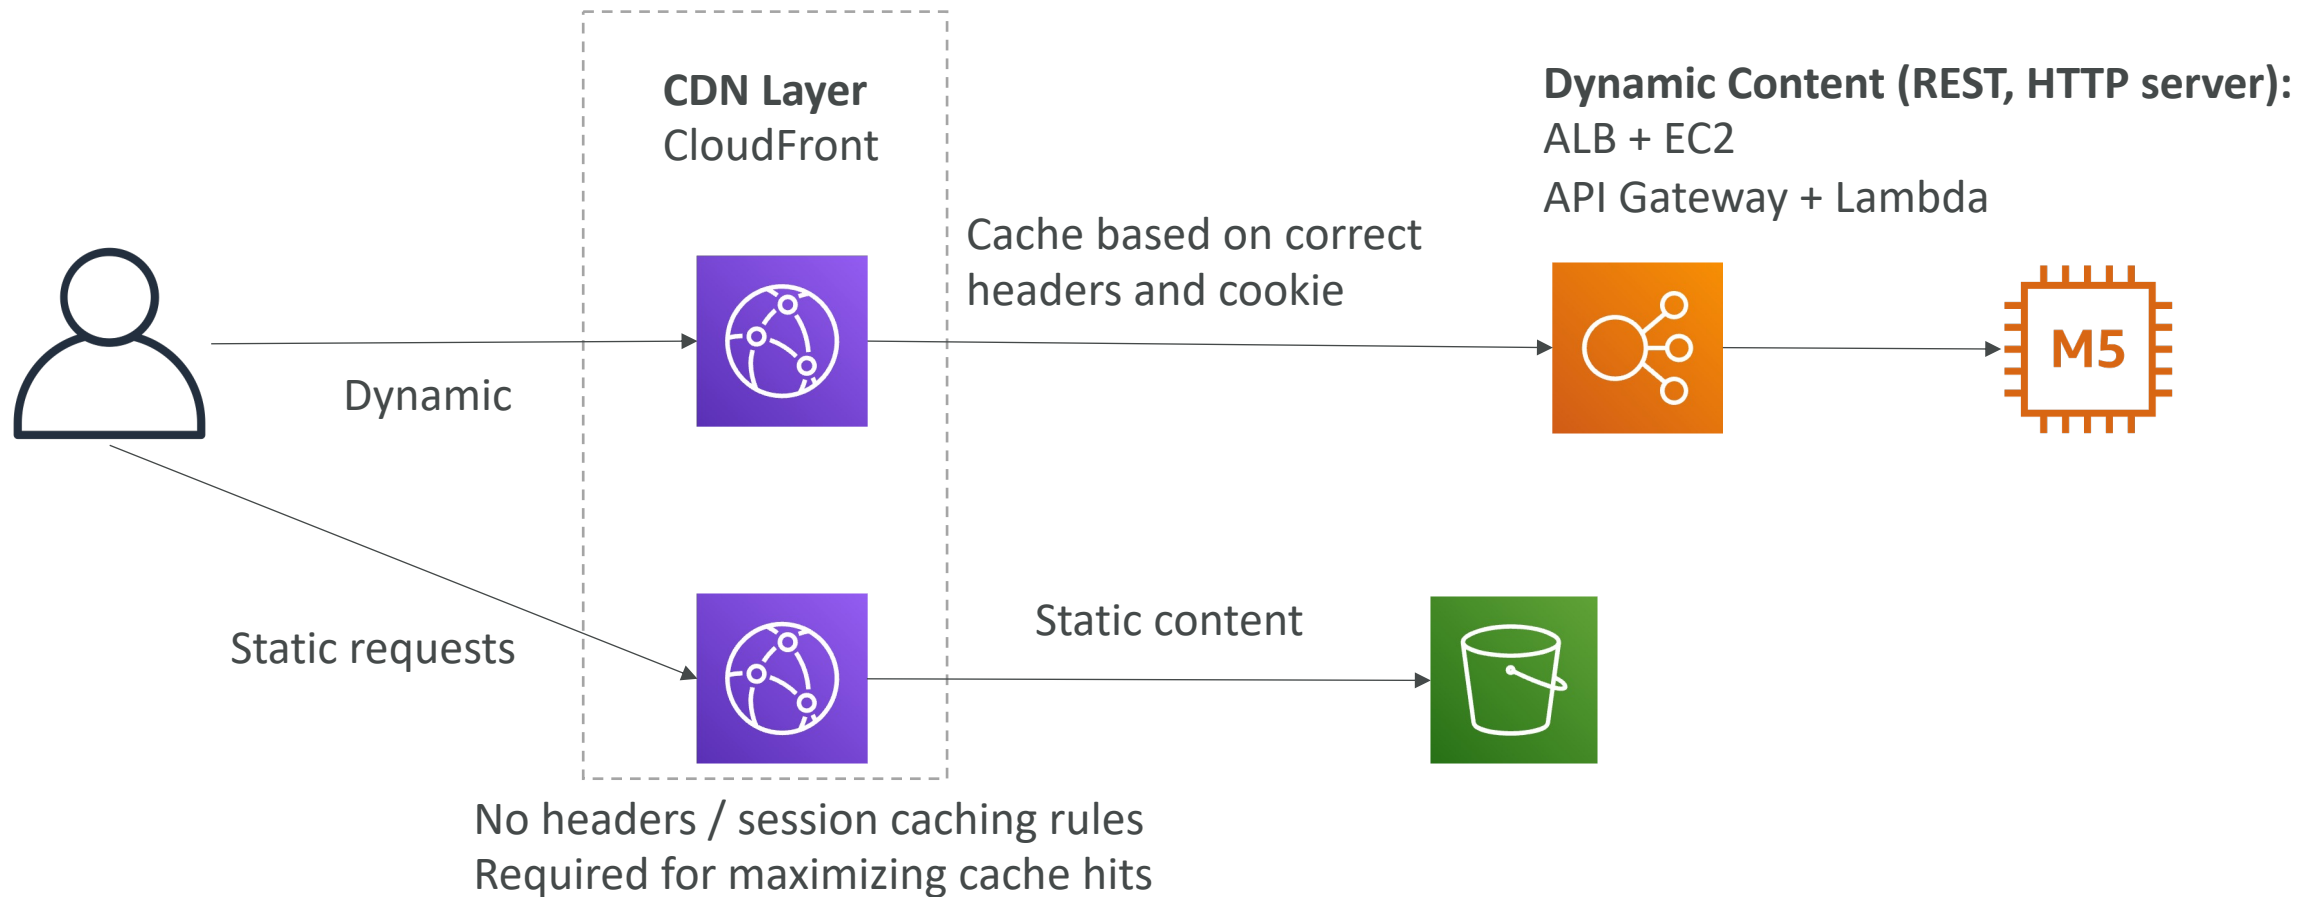 CDN Layer
CloudFront
Dynamic Content (REST, HTTP server):
ALB + EC2
API Gateway + Lambda
Cache based on correct
headers and cookie
Dynamic
M5
Static requests
Static content
No headers / session caching rules
Required for maximizing cache hits